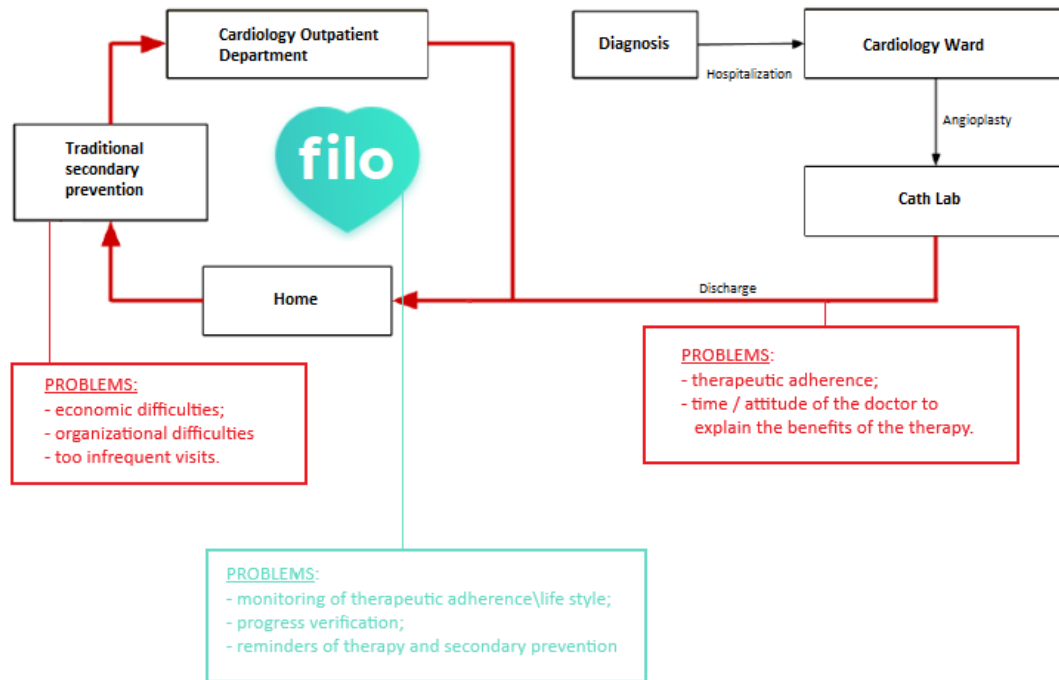 Cardiology Outpatient
Department
Diagnosis
Hospitalization
Cardiology Ward
Angioplasty
Traditional
secondary
prevention
filo
Cath Lab
Home
Discharge
PROBLEMS:
- therapeutic adherence;
- time / attitude of the doctor to
explain the benefits of the therapy.
PROBLEMS:
- economic difficulties;
- organizational difficulties
- too infrequent visits.
PROBLEMS:
- monitoring of therapeutic adherence\life style;
- progress verification;
- reminders of therapy and secondary prevention